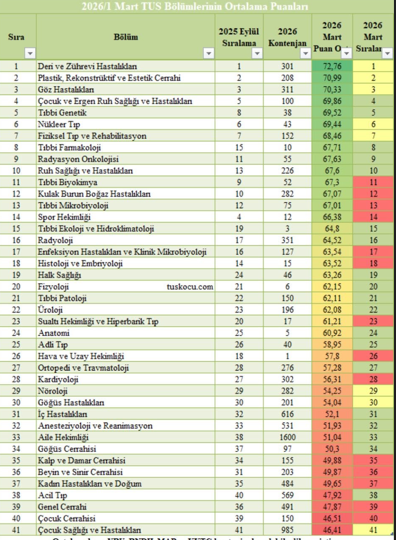 2026/1 Mart TUS Bölümlerinin Ortalama Puanları
Sıra Bölüm 2025 Eylül Sıralama 2026 Kontenjan 2026 Mart Puan O 2026 Mart Sırala
1 Deri ve Zührevi Hastalıkları 1 301 72,76 1
2 Plastik, Rekonstrüktif ve Estetik Cerrahi 2 208 70,99 2
3 Göz Hastalıkları 3 311 70,33 3
4 Çocuk ve Ergen Ruh Sağlığı ve Hastalıkları 5 100 69,86 4
5 Tıbbi Genetik 8 38 69,52 5
6 Nükleer Tıp 6 43 69,44 6
7 Fiziksel Tıp ve Rehabilitasyon 7 152 68,46 7
8 Tıbbi Farmakoloji 15 10 67,71 8
9 Radyasyon Onkolojisi 11 55 67,63 9
10 Ruh Sağlığı ve Hastalıkları 13 226 67,6 10
11 Tıbbi Biyokimya 9 52 67,3 11
12 Kulak Burun Boğaz Hastalıkları 10 282 67,07 12
13 Tıbbi Mikrobiyoloji 12 75 67,01 13
14 Spor Hekimliği 4 12 66,38 14
15 Tıbbi Ekoloji ve Hidroklimatoloji 19 3 64,8 15
16 Radyoloji 17 351 64,52 16
17 Enfeksiyon Hastalıkları ve Klinik Mikrobiyoloji 16 127 63,54 17
18 Histoloji ve Embriyoloji 14 15 63,52 18
19 Halk Sağlığı 24 46 63,26 19
20 Fizyoloji tuskocu.com 21 6 62,15 20
21 Tıbbi Patoloji 22 150 62,11 21
22 Üroloji 23 196 62,08 22
23 Sualtı Hekimliği ve Hiperbarik Tıp 20 17 61,21 23
24 Anatomi 25 5 60,92 24
25 Adli Tıp 26 40 58,95 25
26 Hava ve Uzay Hekimliği 18 1 57,8 26
27 Ortopedi ve Travmatoloji 28 276 57,28 27
28 Kardiyoloji 27 302 56,31 28
29 Nöroloji 29 282 54,25 29
30 Göğüs Hastalıkları 30 201 54,04 30
31 İç Hastalıkları 32 616 52,1 31
32 Anesteziyoloji ve Reanimasyon 33 531 51,93 32
33 Aile Hekimliği 38 1600 51,04 33
34 Göğüs Cerrahisi 37 97 50,3 34
35 Kalp ve Damar Cerrahisi 34 155 49,88 35
36 Beyin ve Sinir Cerrahisi 31 203 49,87 36
37 Kadın Hastalıkları ve Doğum 35 484 49,65 37
38 Acil Tıp 40 569 47,92 38
39 Genel Cerrahi 36 491 47,87 39
40 Çocuk Cerrahisi 39 150 46,51 40
41 Çocuk Sağlığı ve Hastalıkları 41 985 46,41 41